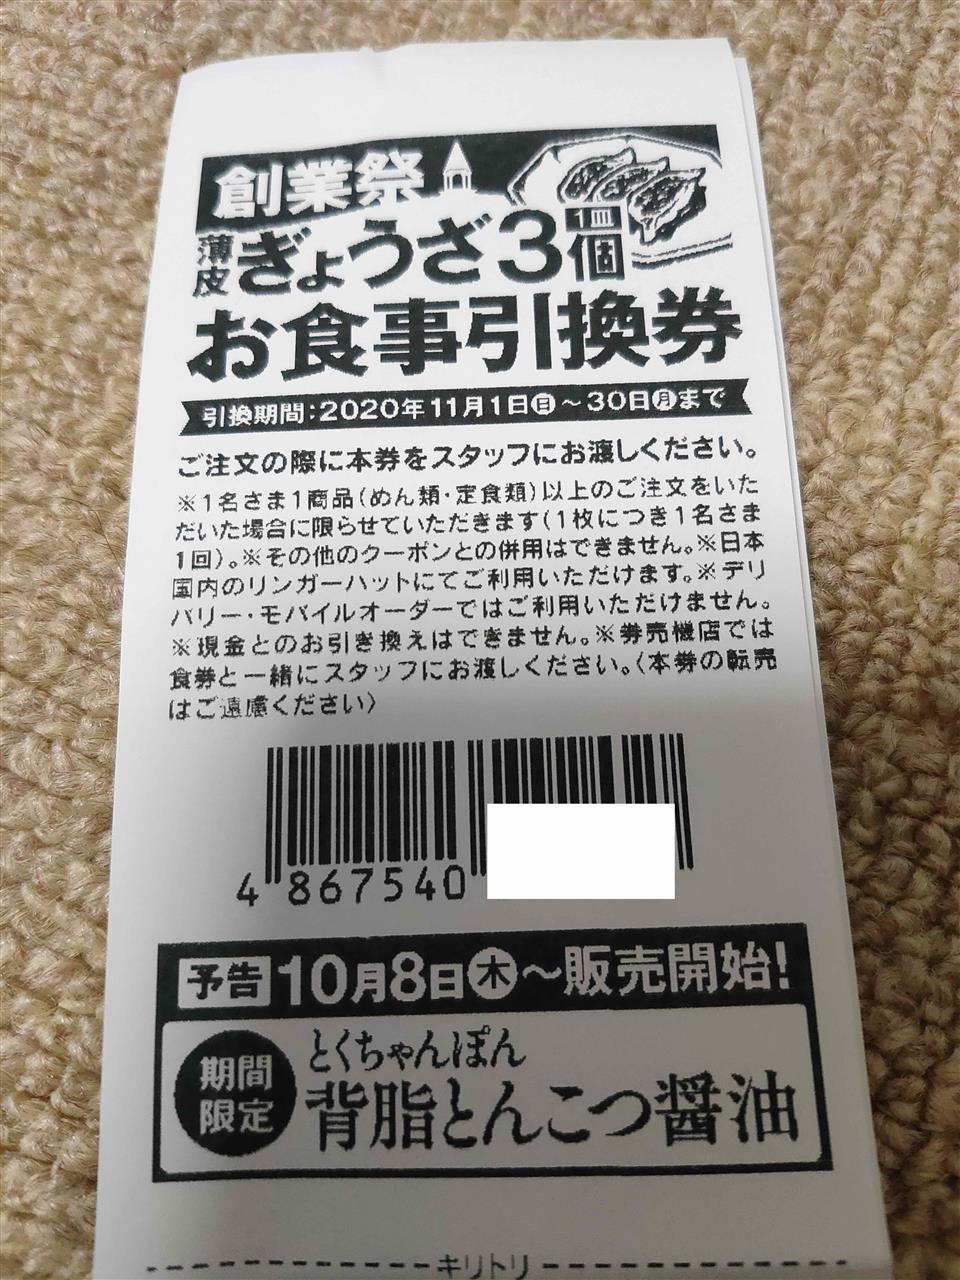 創業祭
薄皮ぎょうざ3個 1皿
お食事引換券
引換期間:2020年11月1日㊐～30日㊊まで
ご注文の際に本券をスタッフにお渡しください。
※1名さま1商品(めん類・定食類)以上のご注文をいた
だいた場合に限らせていただきます(1枚につき1名さま
1回)。※その他のクーポンとの併用はできません。※日本
国内のリンガーハットにてご利用いただけます。※デリ
バリー・モバイルオーダーではご利用いただけません。
※現金とのお引き換えはできません。※券売機店では
食券と一緒にスタッフにお渡しください。(本券の転売
はご遠慮ください)
4 867540
予告 10月8日㊍～販売開始!
期間限定
とくちゃんぽん
背脂とんこつ醤油
キリトリ